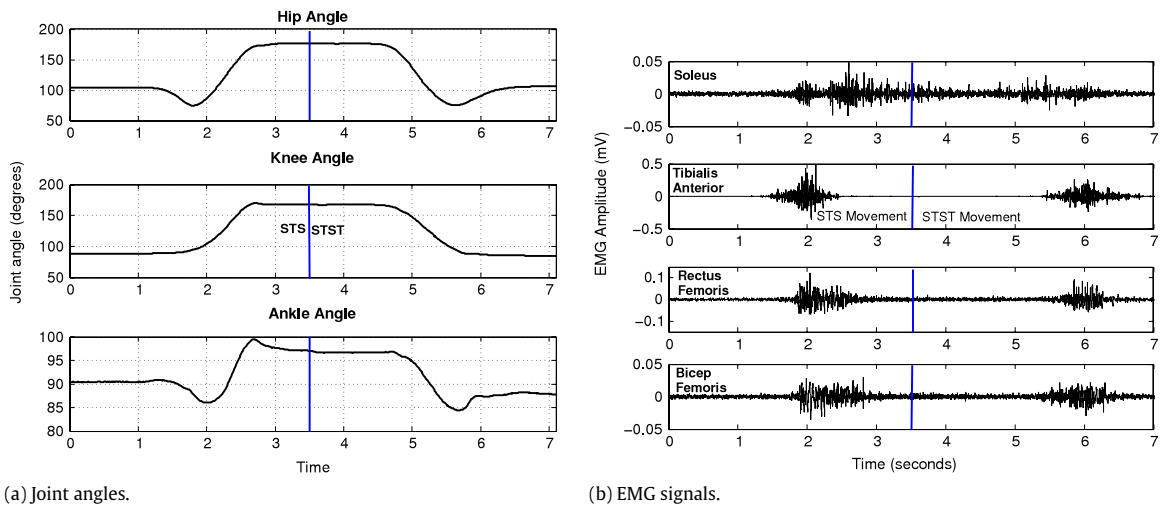 Hip Angle
200
150
100
50
0 1 2 3 4 5 6 7
Knee Angle
200
150
100
50
STS STST
0 1 2 3 4 5 6 7
Joint angle (degrees)
Ankle Angle
100
95
90
85
80
0 1 2 3 4 5 6 7
Time
(a) Joint angles.
0.05
0
−0.05
Soleus
0 1 2 3 4 5 6 7
0.5
0
−0.5
Tibialis
Anterior
STS Movement STST Movement
0 1 2 3 4 5 6 7
EMG Amplitude (mV)
0.1
0
−0.1
Rectus
Femoris
0 1 2 3 4 5 6 7
0.05
0
−0.05
Bicep
Femoris
0 1 2 3 4 5 6 7
Time (seconds)
(b) EMG signals.